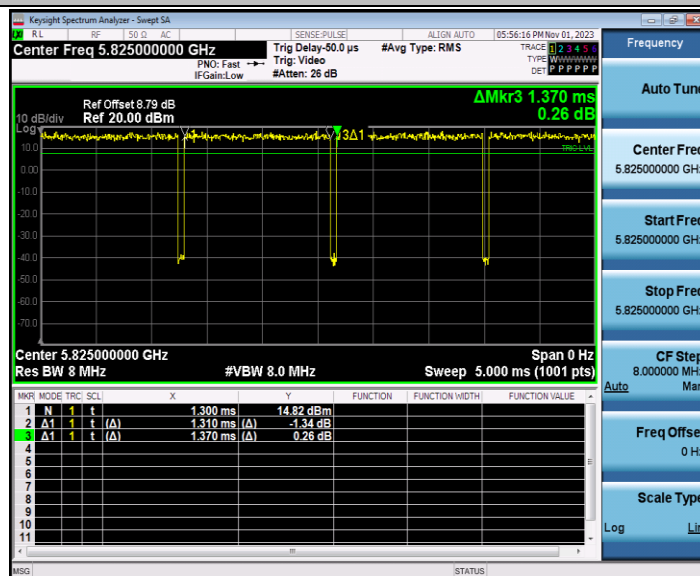 Keysight Spectrum Analyzer - Swept SA
RL RF 50 Ω AC SENSE:PULSE ALIGN AUTO 05:56:16 PM Nov 01, 2023
Center Freq 5.825000000 GHz
PNO: Fast
IFGain:Low
Trig Delay-50.0 µs
Trig: Video
#Atten: 26 dB
#Avg Type: RMS
TRACE 1 2 3 4 5 6
TYPE WWWWWW
DET P P P P P P
ΔMkr3 1.370 ms
0.26 dB
Ref Offset 8.79 dB
10 dB/div Ref 20.00 dBm
Log
10.0
0.00
-10.0
-20.0
-30.0
-40.0
-50.0
-60.0
-70.0
1
3Δ1
TRIG LVL
Center 5.825000000 GHz Span 0 Hz
Res BW 8 MHz #VBW 8.0 MHz Sweep 5.000 ms (1001 pts)
MKR MODE TRC SCL X Y FUNCTION FUNCTION WIDTH FUNCTION VALUE
1 N 1 t 1.300 ms 14.82 dBm
2 Δ1 1 t (Δ) 1.310 ms (Δ) -1.34 dB
3 Δ1 1 t (Δ) 1.370 ms (Δ) 0.26 dB
4
5
6
7
8
9
10
11
MSG STATUS
Frequency
Auto Tune
Center Freq
5.825000000 GHz
Start Freq
5.825000000 GHz
Stop Freq
5.825000000 GHz
CF Step
8.000000 MHz
Auto Man
Freq Offset
0 Hz
Scale Type
Log Lin